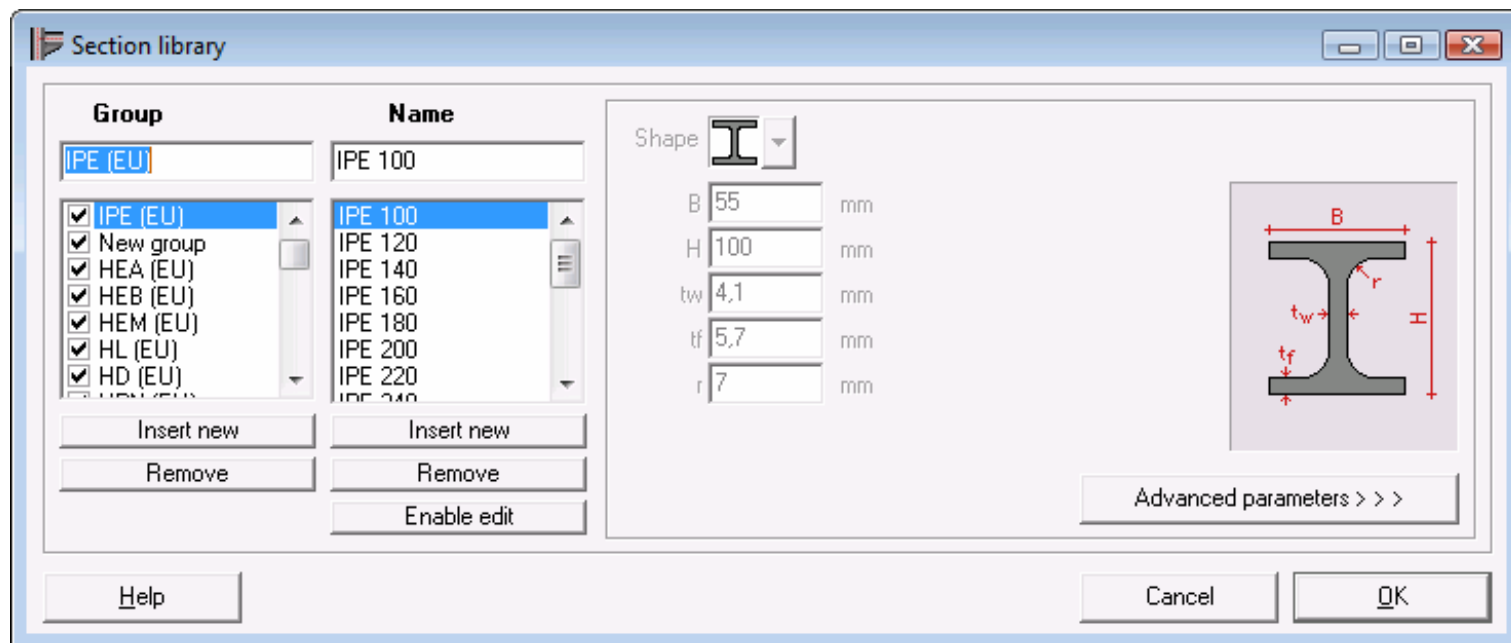 Section library
Group
Name
IPE (EU)
IPE 100
IPE (EU)
New group
HEA (EU)
HEB (EU)
HEM (EU)
HL (EU)
HD (EU)
IPE 100
IPE 120
IPE 140
IPE 160
IPE 180
IPE 200
IPE 220
IPE 240
Insert new
Insert new
Remove
Remove
Enable edit
Shape
B 55 mm
H 100 mm
tw 4,1 mm
tf 5,7 mm
r 7 mm
B
r
tw
H
tf
Advanced parameters > > >
Help
Cancel
OK